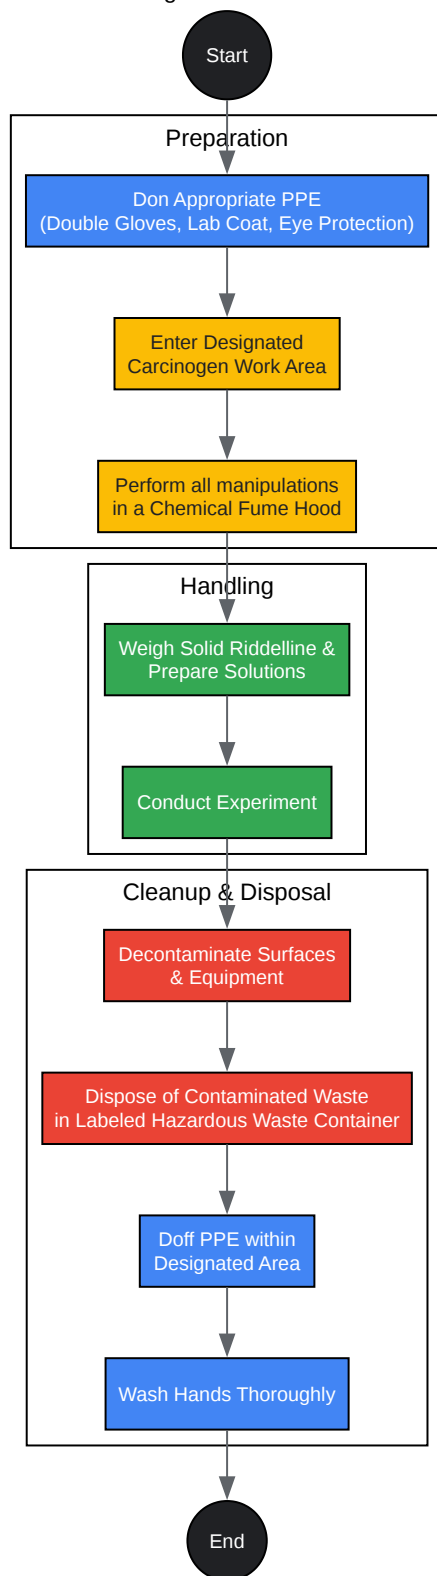 Start
Preparation
Don Appropriate PPE
(Double Gloves, Lab Coat, Eye Protection)
Enter Designated
Carcinogen Work Area
Perform all manipulations
in a Chemical Fume Hood
Handling
Weigh Solid Riddelline &
Prepare Solutions
Conduct Experiment
Cleanup & Disposal
Decontaminate Surfaces
& Equipment
Dispose of Contaminated Waste
in Labeled Hazardous Waste Container
Doff PPE within
Designated Area
Wash Hands Thoroughly
End